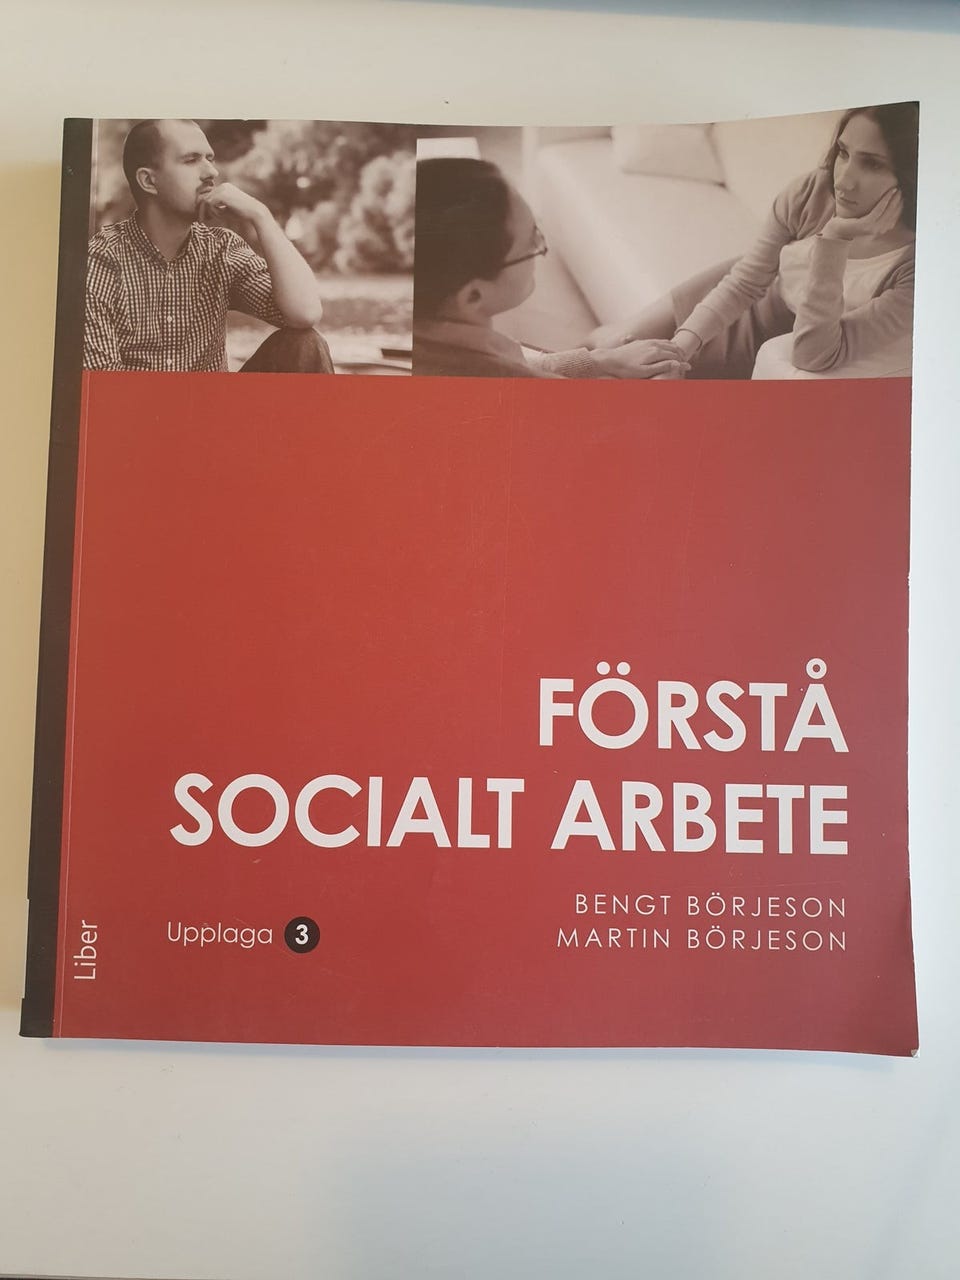 FÖRSTÅ
SOCIALT ARBETE
BENGT BÖRJESON
MARTIN BÖRJESON
Upplaga 3
Liber